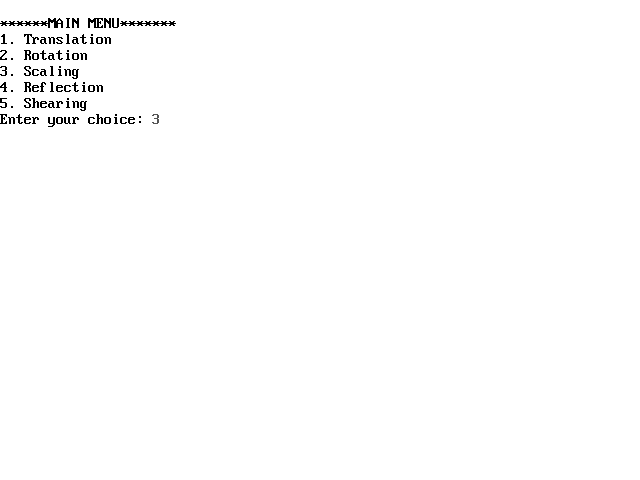 ******MAIN MENU*******
1. Translation
2. Rotation
3. Scaling
4. Reflection
5. Shearing
Enter your choice: 3